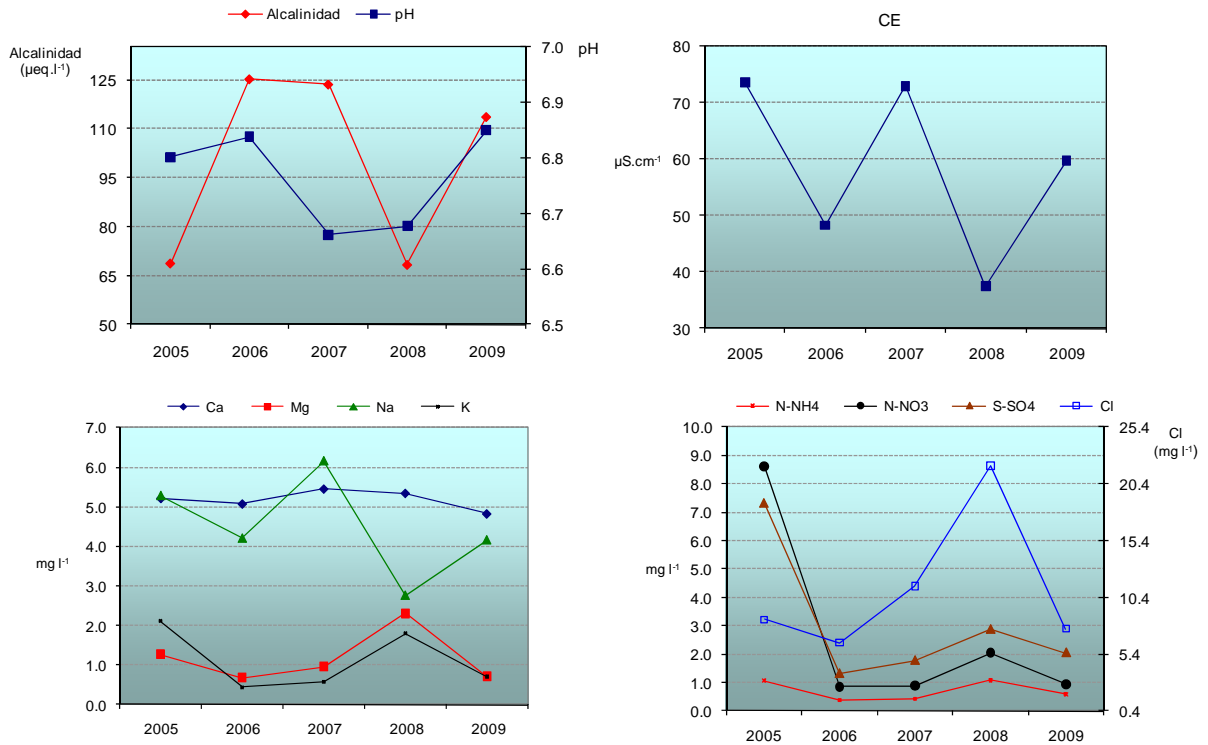 Alcalinidad pH
Alcalinidad
(µeq.l-1)
pH
125
110
95
80
65
50
7.0
6.9
6.8
6.7
6.6
6.5
2005 2006 2007 2008 2009
CE
µS.cm-1
80
70
60
50
40
30
2005 2006 2007 2008 2009
Ca Mg Na K
mg l-1
7.0
6.0
5.0
4.0
3.0
2.0
1.0
0.0
2005 2006 2007 2008 2009
N-NH4 N-NO3 S-SO4 Cl
mg l-1
10.0
9.0
8.0
7.0
6.0
5.0
4.0
3.0
2.0
1.0
0.0
Cl
(mg l-1)
25.4
20.4
15.4
10.4
5.4
0.4
2005 2006 2007 2008 2009